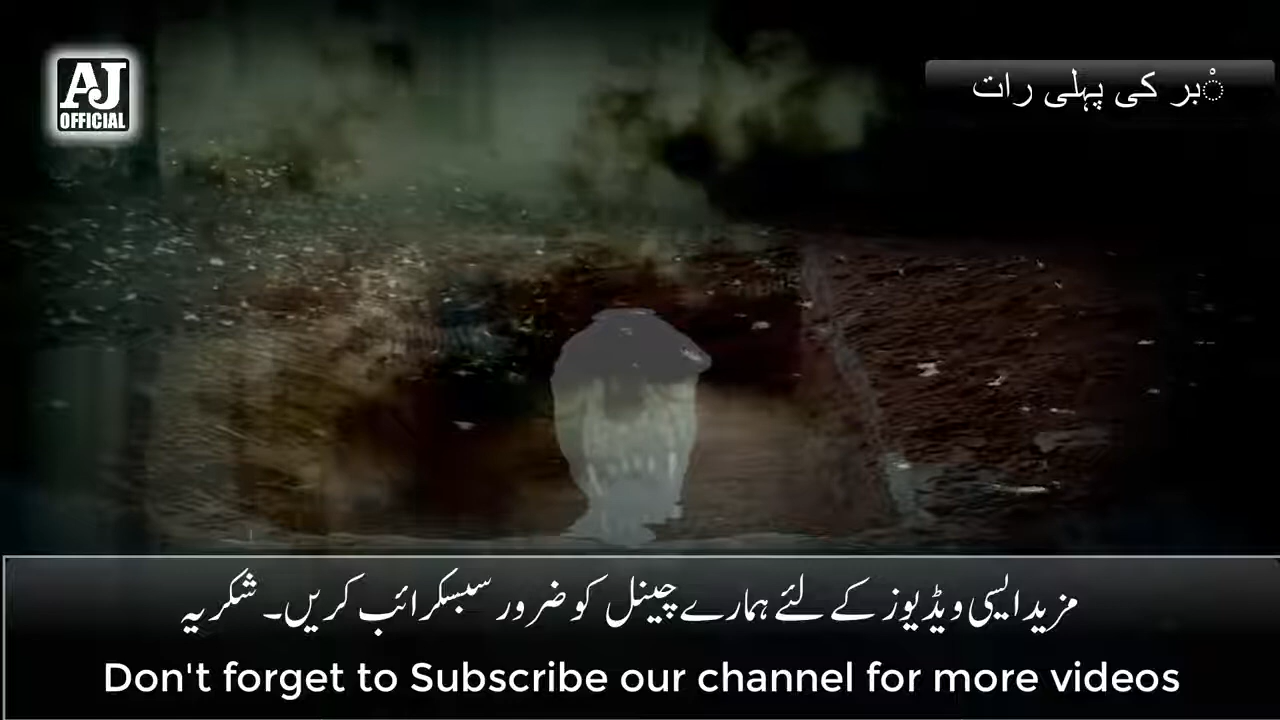 AJ
OFFICIAL
ْبر کی پہلی رات
مزید ایسی ویڈیوز کے لئے ہمارے چینل کو ضرور سبسکرائب کریں۔ شکریہ
Don't forget to Subscribe our channel for more videos